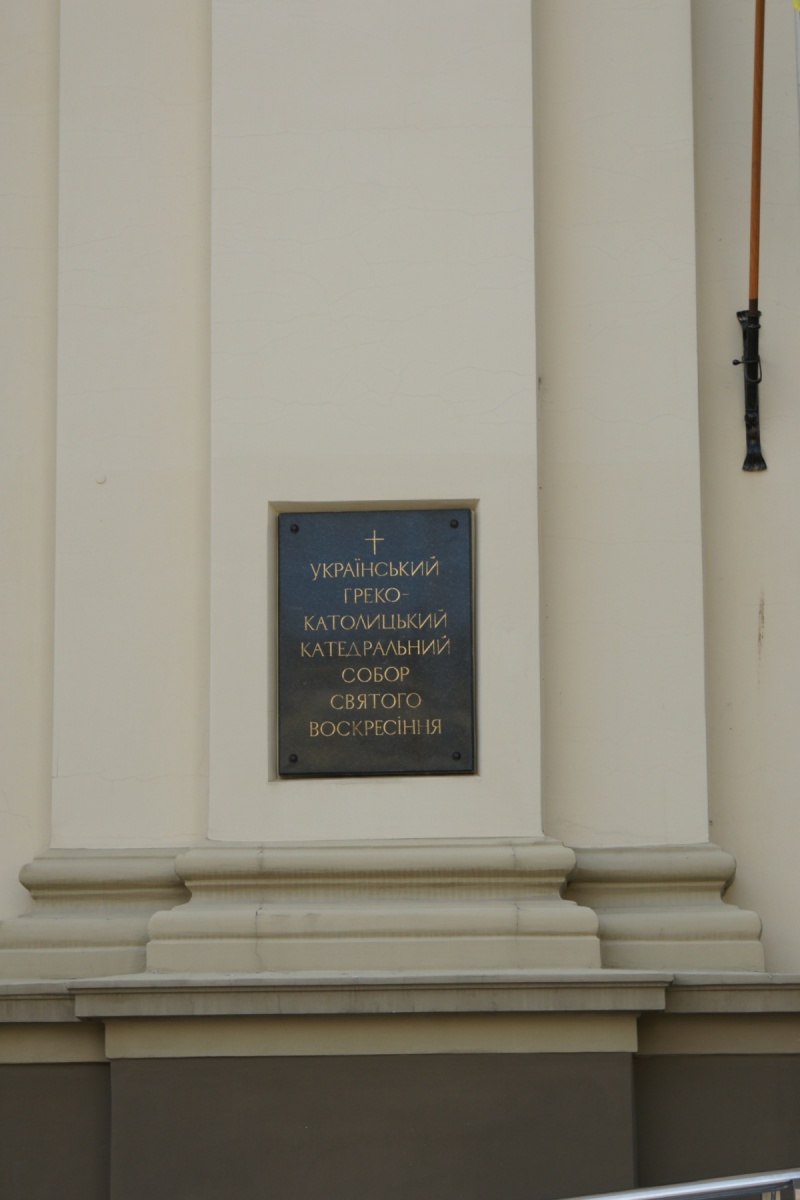 УКРАЇНСЬКИЙ
ГРЕКО-
КАТОЛИЦЬКИЙ
КАТЕДРАЛЬНИЙ
СОБОР
СВЯТОГО
ВОСКРЕСІННЯ